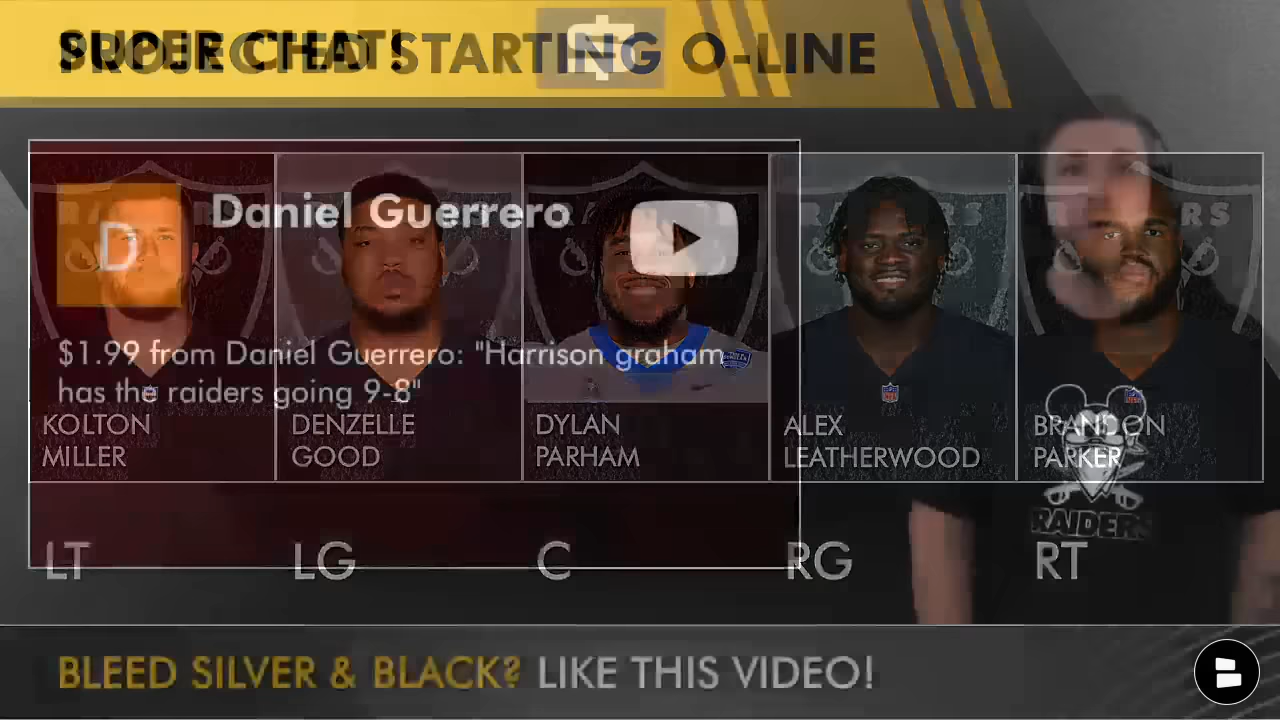 SUPER CHAT!
PROJECTED STARTING O-LINE
D
Daniel Guerrero
$1.99 from Daniel Guerrero: "Harrison graham
has the raiders going 9-8"
KOLTON
MILLER
DENZELLE
GOOD
DYLAN
PARHAM
ALEX
LEATHERWOOD
BRANDON
PARKER
RAIDERS
LT
LG
C
RG
RT
BLEED SILVER & BLACK? LIKE THIS VIDEO!